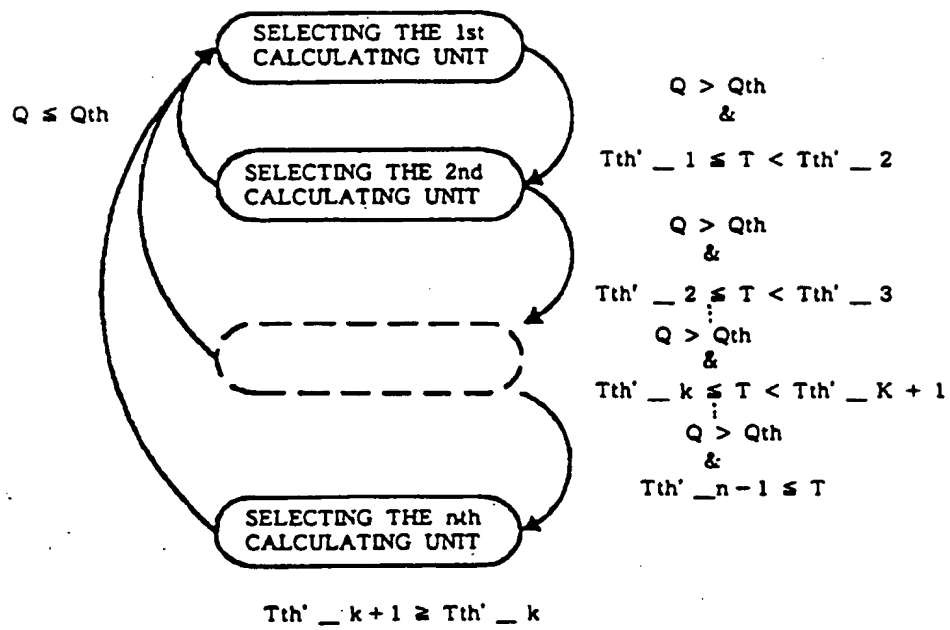 SELECTING THE 1st
CALCULATING UNIT
Q ≦ Qth
Q > Qth
&
Tth' _ 1 ≦ T < Tth' _ 2
SELECTING THE 2nd
CALCULATING UNIT
Q > Qth
&
Tth' _ 2 ≦ T < Tth' _ 3
Q > Qth
&
Tth' _ k ≦ T < Tth' _ K + 1
Q > Qth
&
Tth' _n-1 ≦ T
SELECTING THE nth
CALCULATING UNIT
Tth' _ k+1 ≧ Tth' _ k